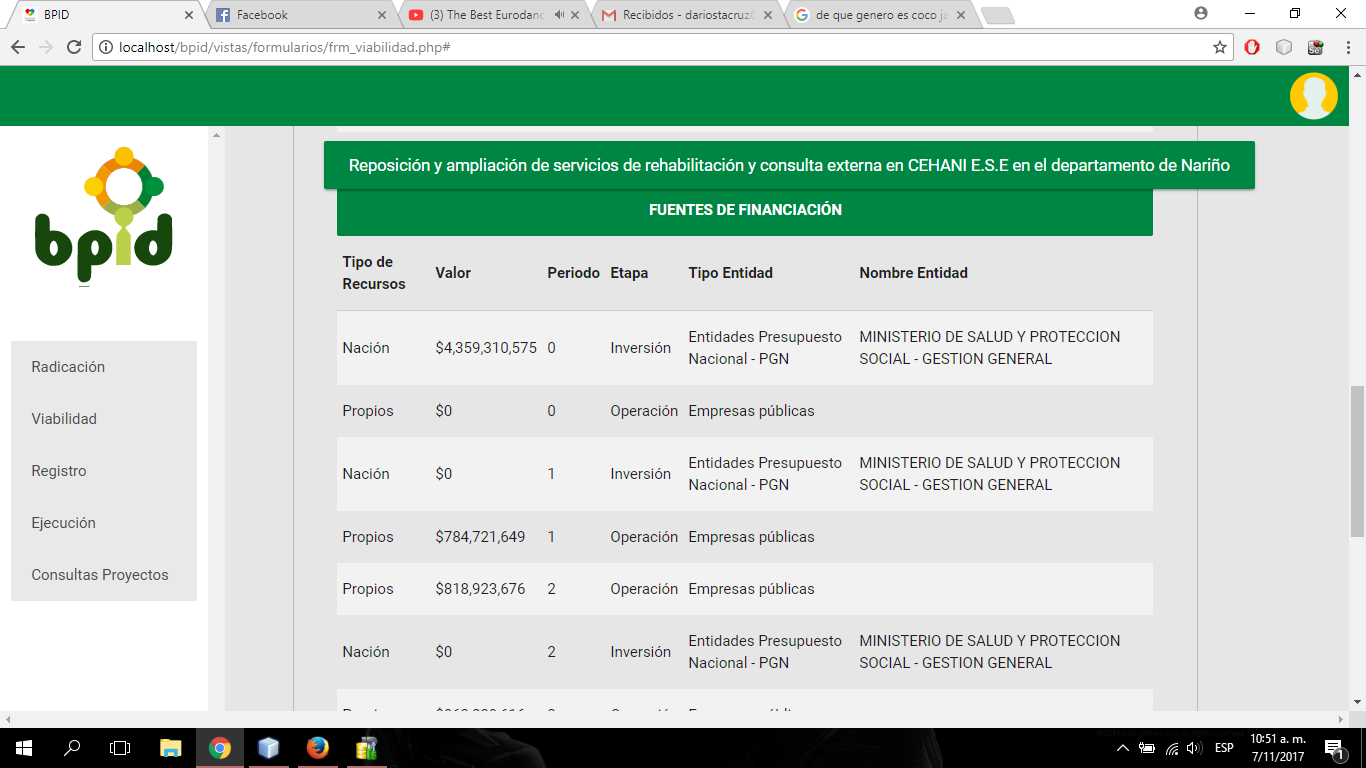 BPID
Facebook
(3) The Best Eurodanc
Recibidos - dariostacruz
de que genero es coco ja
localhost/bpid/vistas/formularios/frm_viabilidad.php#
bpid
Reposición y ampliación de servicios de rehabilitación y consulta externa en CEHANI E.S.E en el departamento de Nariño
FUENTES DE FINANCIACIÓN
Tipo de Recursos Valor Periodo Etapa Tipo Entidad Nombre Entidad
Nación $4,359,310,575 0 Inversión Entidades Presupuesto Nacional - PGN MINISTERIO DE SALUD Y PROTECCION SOCIAL - GESTION GENERAL
Propios $0 0 Operación Empresas públicas
Nación $0 1 Inversión Entidades Presupuesto Nacional - PGN MINISTERIO DE SALUD Y PROTECCION SOCIAL - GESTION GENERAL
Propios $784,721,649 1 Operación Empresas públicas
Propios $818,923,676 2 Operación Empresas públicas
Nación $0 2 Inversión Entidades Presupuesto Nacional - PGN MINISTERIO DE SALUD Y PROTECCION SOCIAL - GESTION GENERAL
Radicación
Viabilidad
Registro
Ejecución
Consultas Proyectos
ESP
10:51 a. m.
7/11/2017
1